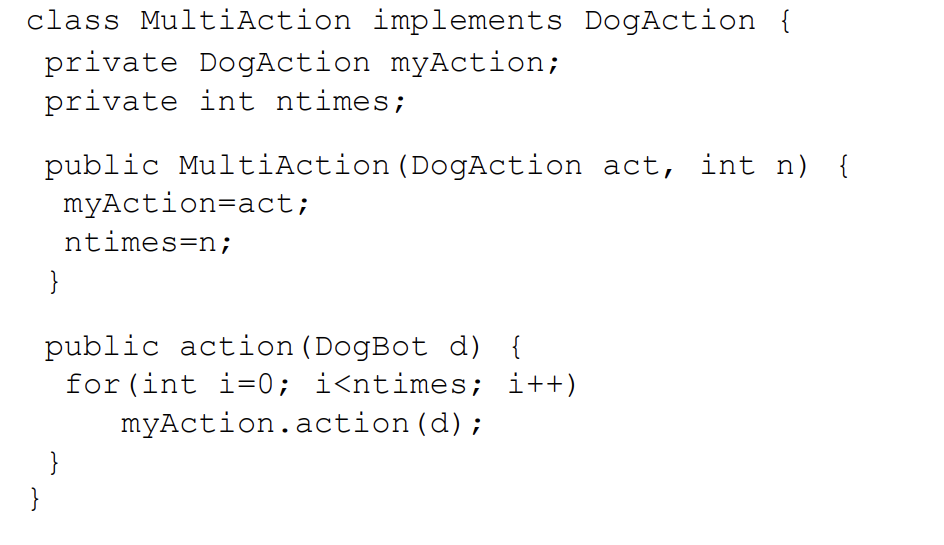 class MultiAction implements DogAction {
private DogAction myAction;
private int ntimes;
public MultiAction(DogAction act, int n) {
myAction=act;
ntimes=n;
}
public action(DogBot d) {
for(int i=0; i<ntimes; i++)
myAction.action(d);
}
}